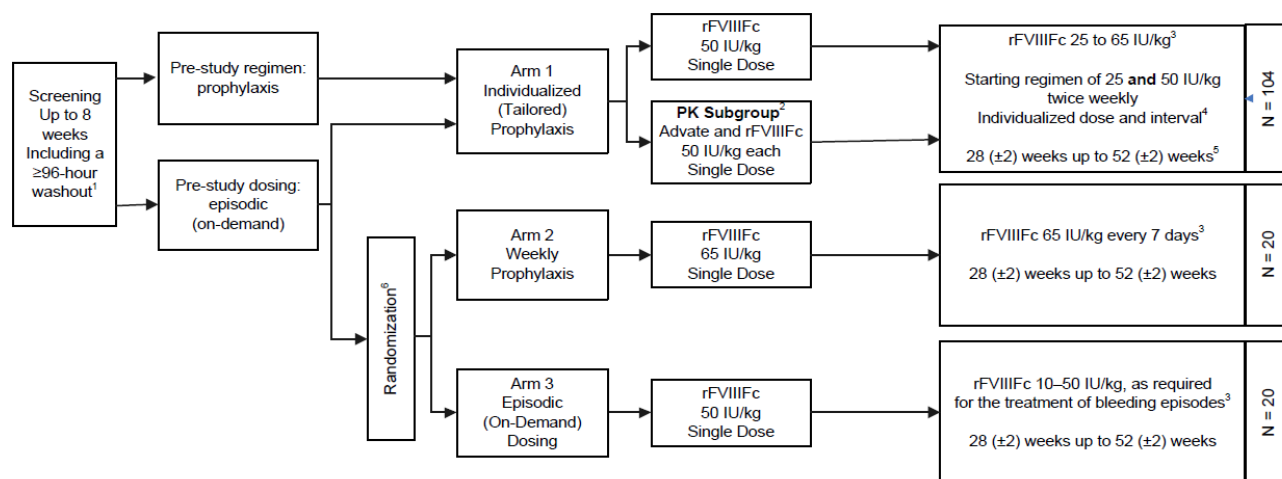 Screening
Up to 8
weeks
Including a
≥96-hour
washout1
Pre-study regimen:
prophylaxis
Pre-study dosing:
episodic
(on-demand)
Randomization6
Arm 1
Individualized
(Tailored)
Prophylaxis
rFVIIIFc
50 IU/kg
Single Dose
PK Subgroup2
Advate and rFVIIIFc
50 IU/kg each
Single Dose
rFVIIIFc 25 to 65 IU/kg3
Starting regimen of 25 and 50 IU/kg
twice weekly
Individualized dose and interval4
28 (±2) weeks up to 52 (±2) weeks5
N = 104
Arm 2
Weekly
Prophylaxis
rFVIIIFc
65 IU/kg
Single Dose
rFVIIIFc 65 IU/kg every 7 days3
28 (±2) weeks up to 52 (±2) weeks
N = 20
Arm 3
Episodic
(On-Demand)
Dosing
rFVIIIFc
50 IU/kg
Single Dose
rFVIIIFc 10–50 IU/kg, as required
for the treatment of bleeding episodes3
28 (±2) weeks up to 52 (±2) weeks
N = 20